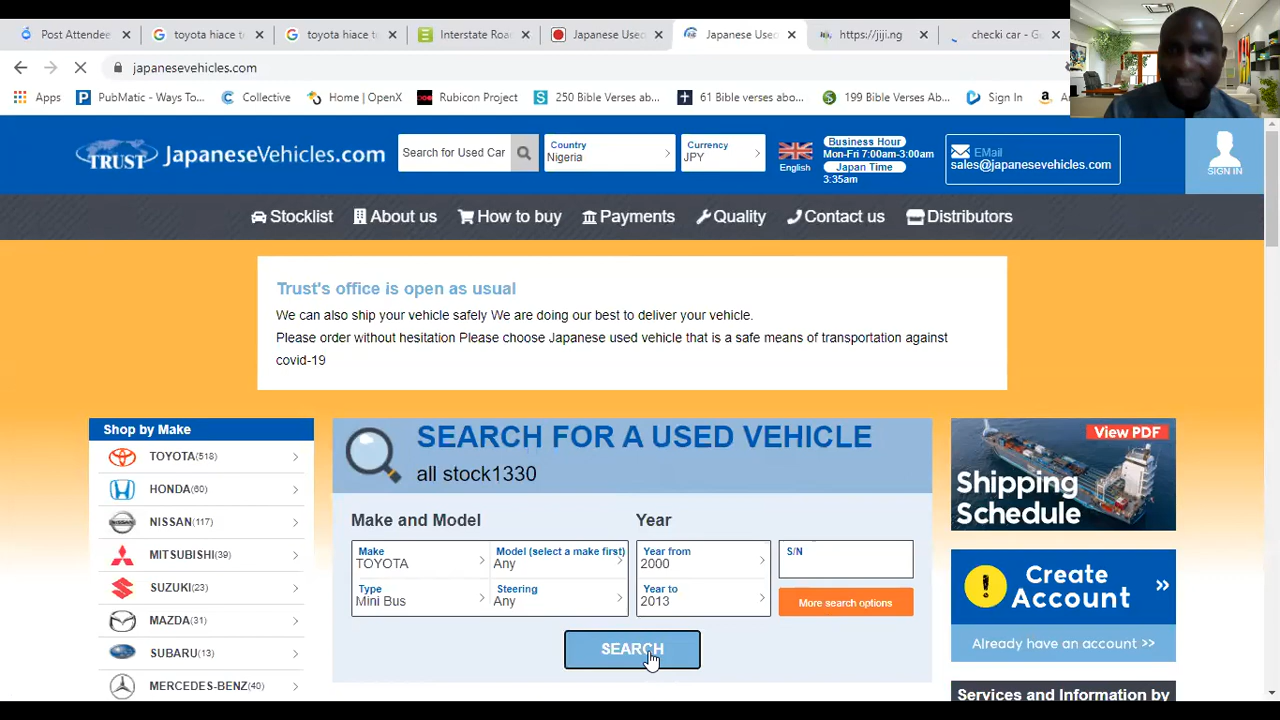 Post Attendee
toyota hiace t
toyota hiace t
Interstate Roa
Japanese Used
Japanese Used
https://jiji.ng
checki car - G
japanesevehicles.com
Apps
PubMatic - Ways To...
Collective
Home | OpenX
Rubicon Project
250 Bible Verses ab...
61 Bible verses abo...
199 Bible Verses Ab...
Sign In
TRUST JapaneseVehicles.com
Search for Used Car
Country
Nigeria
Currency
JPY
English
Business Hour
Mon-Fri 7:00am-3:00am
Japan Time
3:35am
EMail
sales@japanesevehicles.com
SIGN IN
Stocklist
About us
How to buy
Payments
Quality
Contact us
Distributors
Trust's office is open as usual
We can also ship your vehicle safely We are doing our best to deliver your vehicle.
Please order without hesitation Please choose Japanese used vehicle that is a safe means of transportation against
covid-19
Shop by Make
TOYOTA(518)
HONDA(60)
NISSAN(117)
MITSUBISHI(39)
SUZUKI(23)
MAZDA(31)
SUBARU(13)
MERCEDES-BENZ(40)
SEARCH FOR A USED VEHICLE
all stock1330
Make and Model
Year
Make
TOYOTA
Model (select a make first)
Any
Year from
2000
S/N
Type
Mini Bus
Steering
Any
Year to
2013
More search options
SEARCH
View PDF
Shipping
Schedule
Create
Account
Already have an account >>
Services and Information by